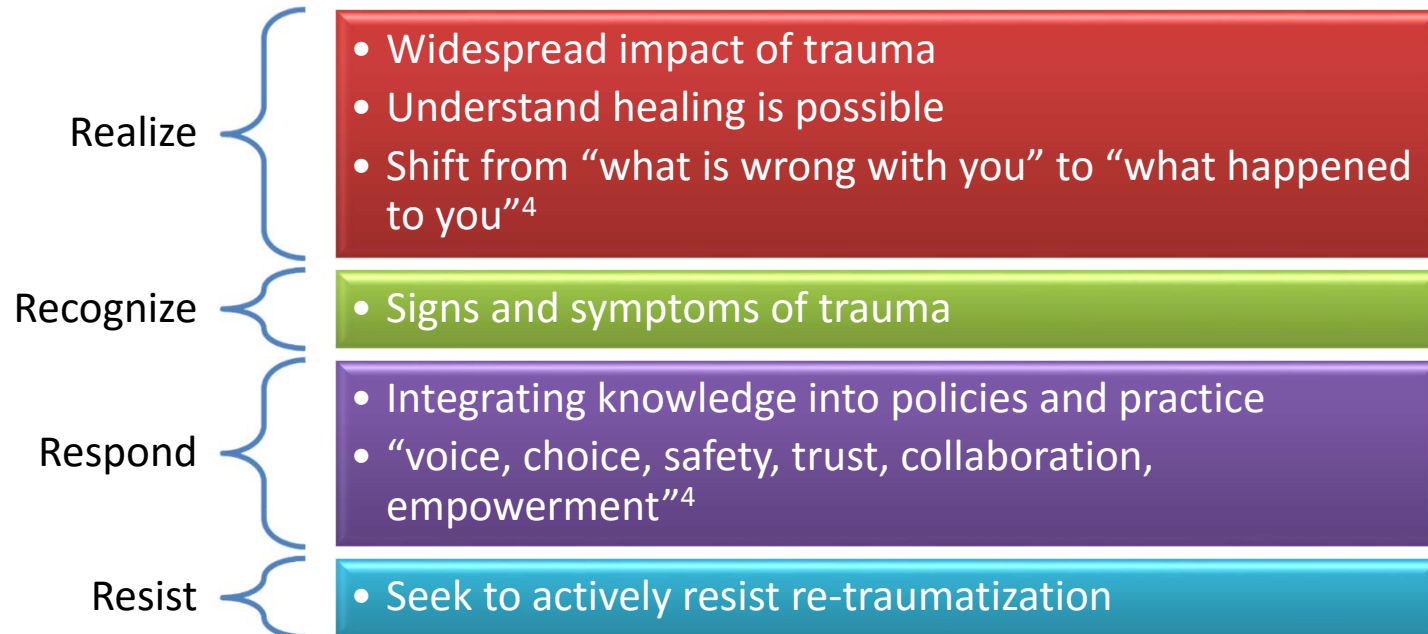 Realize
• Widespread impact of trauma
• Understand healing is possible
• Shift from “what is wrong with you” to “what happened
to you”⁴
Recognize
• Signs and symptoms of trauma
Respond
• Integrating knowledge into policies and practice
• “voice, choice, safety, trust, collaboration,
empowerment”⁴
Resist
• Seek to actively resist re-traumatization